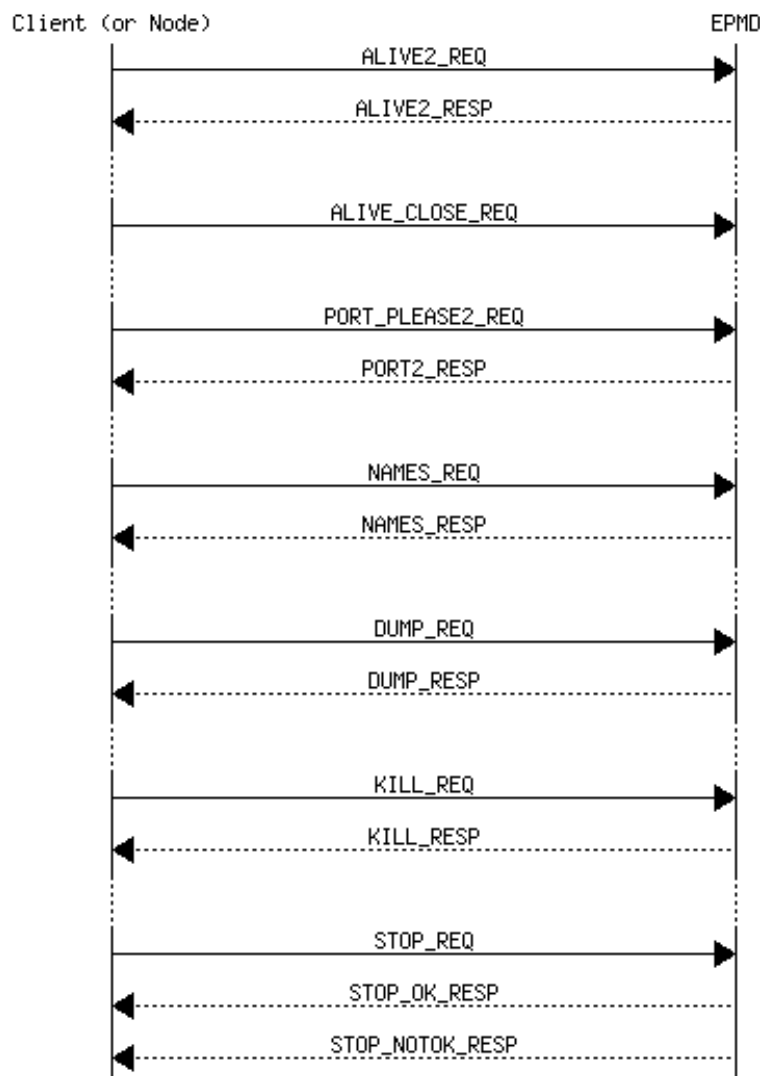 Client (or Node) EPMD
ALIVE2_REQ
ALIVE2_RESP
ALIVE_CLOSE_REQ
PORT_PLEASE2_REQ
PORT2_RESP
NAMES_REQ
NAMES_RESP
DUMP_REQ
DUMP_RESP
KILL_REQ
KILL_RESP
STOP_REQ
STOP_OK_RESP
STOP_NOTOK_RESP